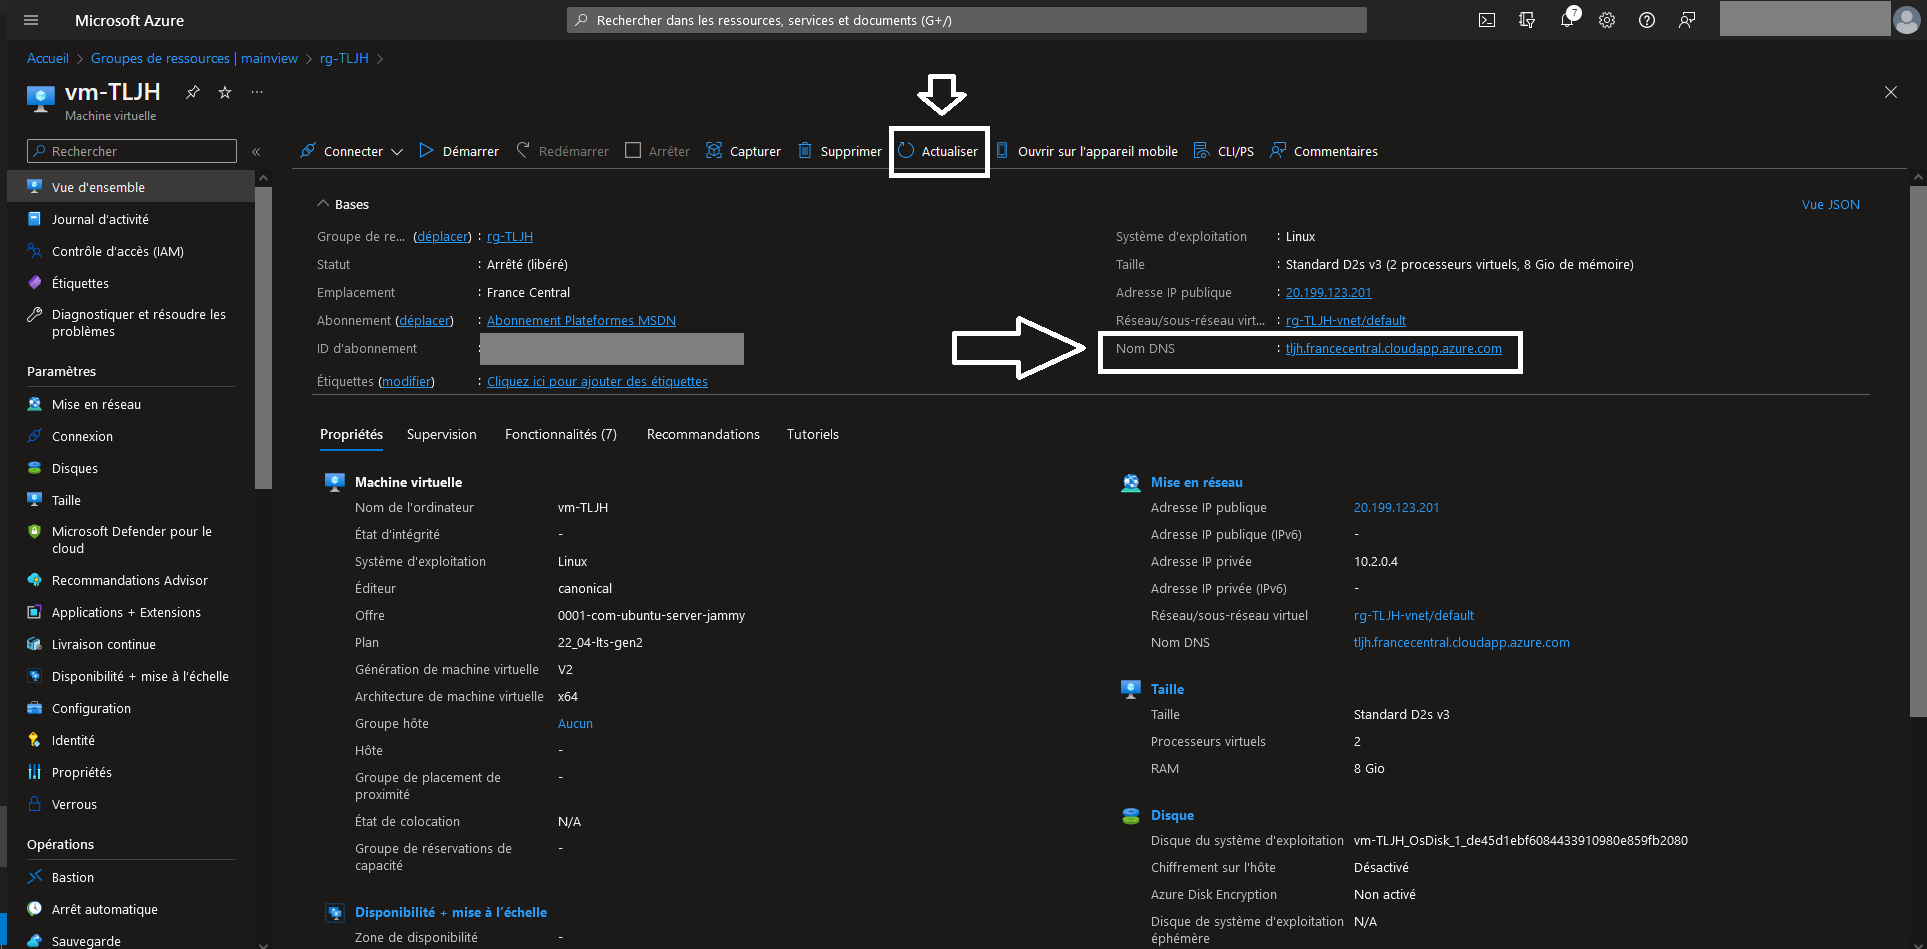 Microsoft Azure
Rechercher dans les ressources, services et documents (G+/)
7
Accueil > Groupes de ressources | mainview > rg-TLJH >
vm-TLJH
Machine virtuelle
Rechercher
«
Connecter
Démarrer
Redémarrer
Arrêter
Capturer
Supprimer
Actualiser
Ouvrir sur l'appareil mobile
CLI/PS
Commentaires
Vue d'ensemble
Journal d'activité
Contrôle d'accès (IAM)
Étiquettes
Diagnostiquer et résoudre les
problèmes
Paramètres
Mise en réseau
Connexion
Disques
Taille
Microsoft Defender pour le
cloud
Recommandations Advisor
Applications + Extensions
Livraison continue
Disponibilité + mise à l'échelle
Configuration
Identité
Propriétés
Verrous
Opérations
Bastion
Arrêt automatique
Sauvegarde
Bases
Vue JSON
Groupe de re... (déplacer) : rg-TLJH
Statut : Arrêté (libéré)
Emplacement : France Central
Abonnement (déplacer) : Abonnement Plateformes MSDN
ID d'abonnement :
Étiquettes (modifier) : Cliquez ici pour ajouter des étiquettes
Système d'exploitation : Linux
Taille : Standard D2s v3 (2 processeurs virtuels, 8 Gio de mémoire)
Adresse IP publique : 20.199.123.201
Réseau/sous-réseau virt... : rg-TLJH-vnet/default
Nom DNS : tljh.francecentral.cloudapp.azure.com
Propriétés
Supervision
Fonctionnalités (7)
Recommandations
Tutoriels
Machine virtuelle
Nom de l'ordinateur vm-TLJH
État d'intégrité -
Système d'exploitation Linux
Éditeur canonical
Offre 0001-com-ubuntu-server-jammy
Plan 22_04-lts-gen2
Génération de machine virtuelle V2
Architecture de machine virtuelle x64
Groupe hôte Aucun
Hôte -
Groupe de placement de -
proximité
État de colocation N/A
Groupe de réservations de -
capacité
Disponibilité + mise à l'échelle
Zone de disponibilité -
Mise en réseau
Adresse IP publique 20.199.123.201
Adresse IP publique (IPv6) -
Adresse IP privée 10.2.0.4
Adresse IP privée (IPv6) -
Réseau/sous-réseau virtuel rg-TLJH-vnet/default
Nom DNS tljh.francecentral.cloudapp.azure.com
Taille
Taille Standard D2s v3
Processeurs virtuels 2
RAM 8 Gio
Disque
Disque du système d'exploitation vm-TLJH_OsDisk_1_de45d1ebf6084433910980e859fb2080
Chiffrement sur l'hôte Désactivé
Azure Disk Encryption Non activé
Disque de système d'exploitation N/A
éphémère